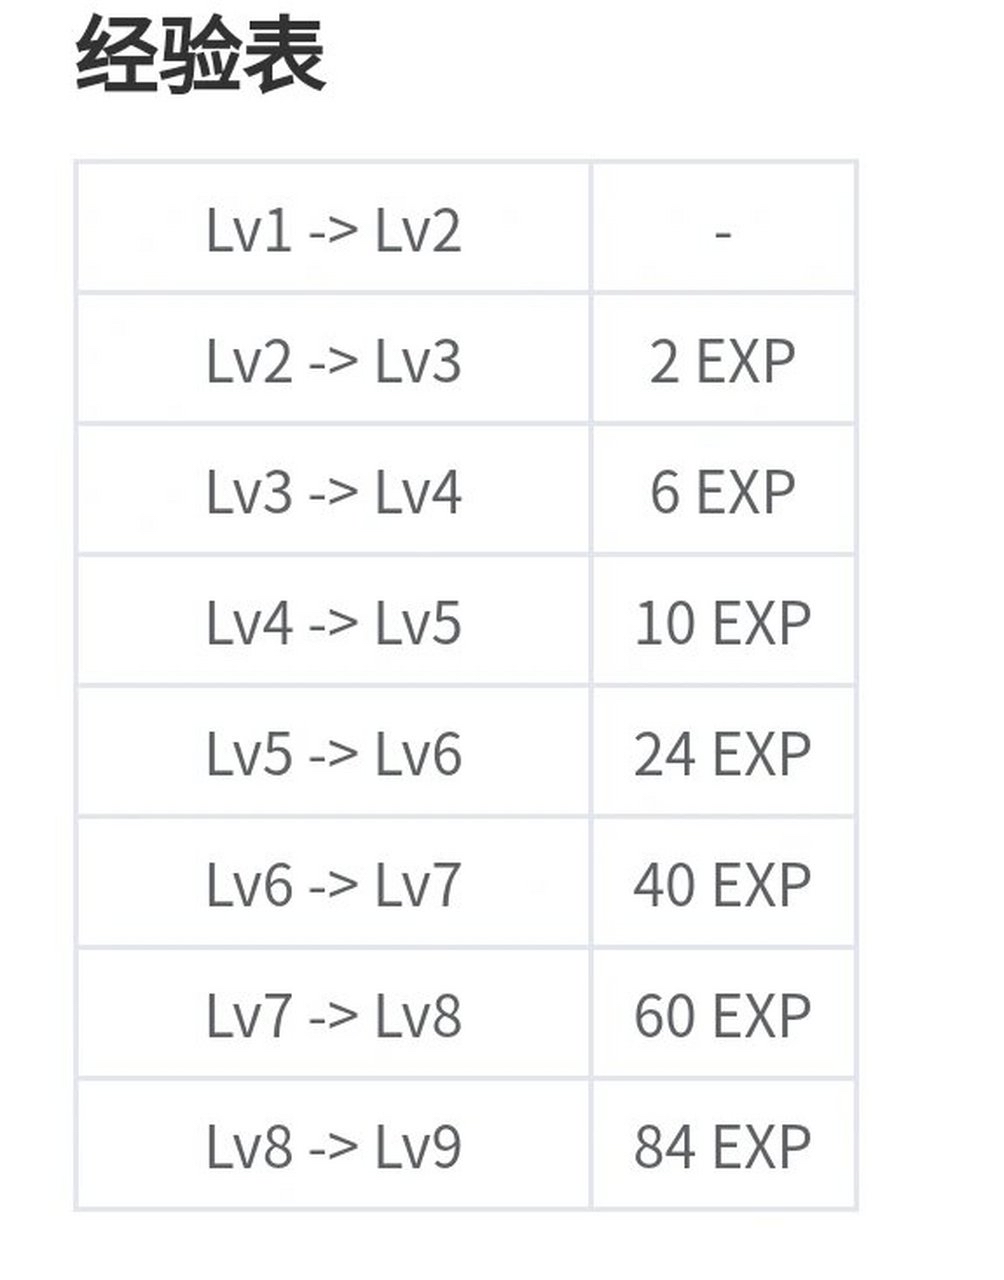 经验表
Lv1 -> Lv2 -
Lv2 -> Lv3 2 EXP
Lv3 -> Lv4 6 EXP
Lv4 -> Lv5 10 EXP
Lv5 -> Lv6 24 EXP
Lv6 -> Lv7 40 EXP
Lv7 -> Lv8 60 EXP
Lv8 -> Lv9 84 EXP